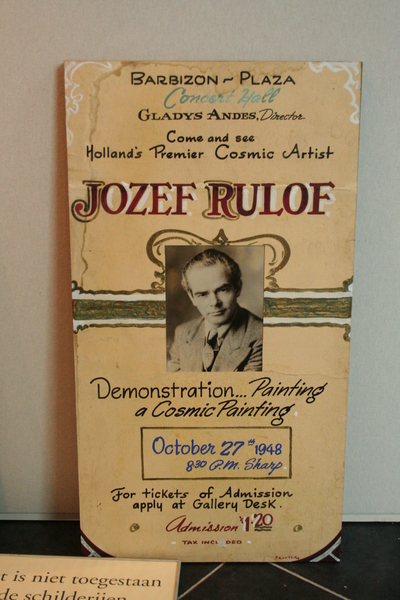 BARBIZON ~ PLAZA
Concert Hall
GLADYS ANDES, Director
Come and see
Holland's Premier Cosmic Artist
JOZEF RULOF
Demonstration... Painting
a Cosmic Painting.
October 27th 1948
8:30 P.M. Sharp.
For tickets of Admission
apply at Gallery Desk.
Admission $1.20
TAX INCLUDED
t is niet toegestaan
de schilderijen